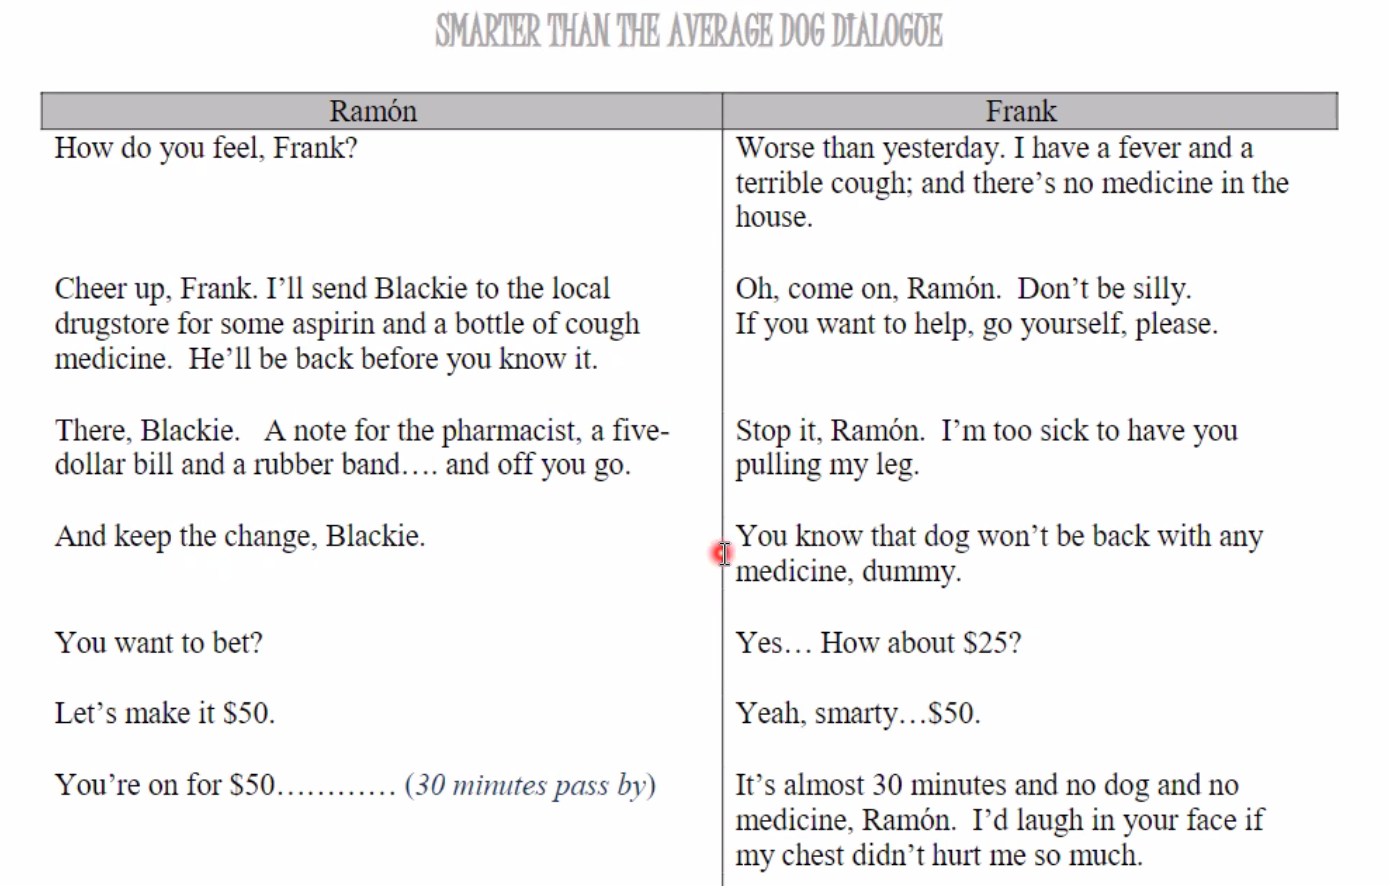 SMARTER THAN THE AVERAGE DOG DIALOGUE
Ramón
Frank
How do you feel, Frank?
Worse than yesterday. I have a fever and a
terrible cough; and there's no medicine in the
house.
Cheer up, Frank. I'll send Blackie to the local
drugstore for some aspirin and a bottle of cough
medicine. He'll be back before you know it.
Oh, come on, Ramón. Don't be silly.
If you want to help, go yourself, please.
There, Blackie. A note for the pharmacist, a five-
dollar bill and a rubber band…. and off you go.
Stop it, Ramón. I'm too sick to have you
pulling my leg.
And keep the change, Blackie.
You know that dog won't be back with any
medicine, dummy.
You want to bet?
Yes… How about $25?
Let's make it $50.
Yeah, smarty…$50.
You're on for $50………… (30 minutes pass by)
It's almost 30 minutes and no dog and no
medicine, Ramón. I'd laugh in your face if
my chest didn't hurt me so much.